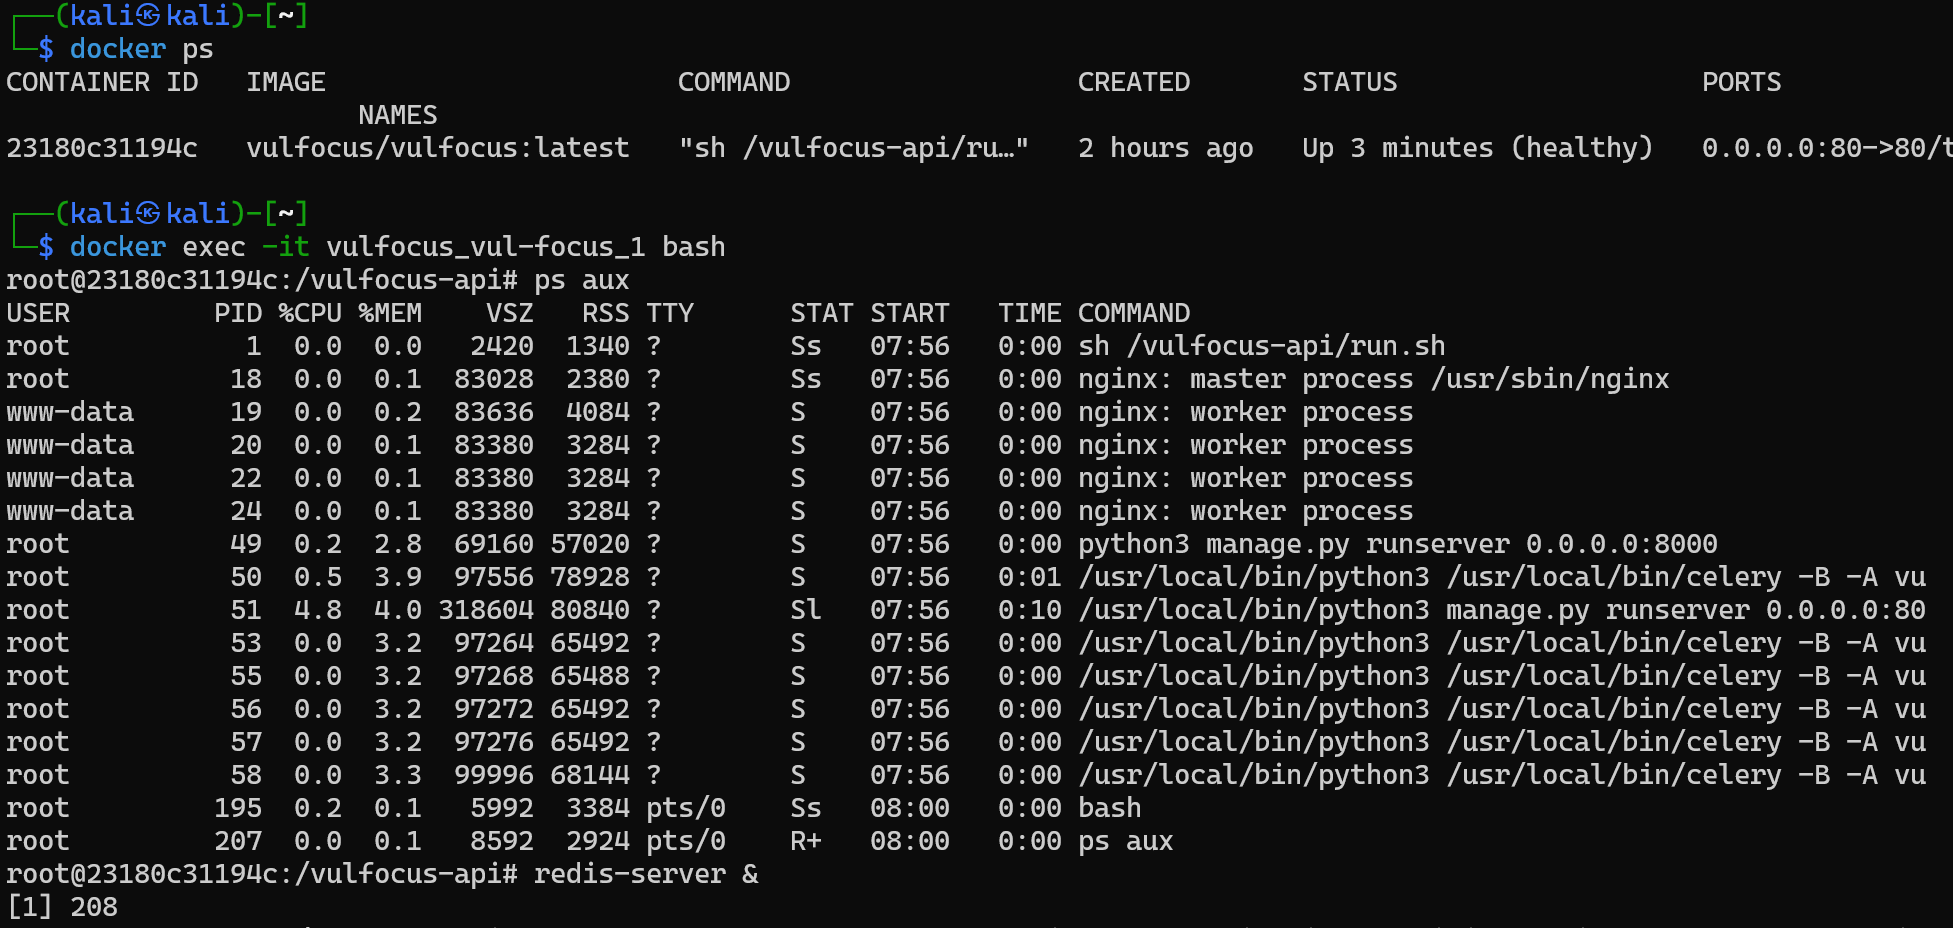 ┌──(kali㉿kali)-[~]
└─$ docker ps
CONTAINER ID   IMAGE                      COMMAND                  CREATED       STATUS                   PORTS
                      NAMES
23180c31194c   vulfocus/vulfocus:latest   "sh /vulfocus-api/ru…"   2 hours ago   Up 3 minutes (healthy)   0.0.0.0:80->80/t
┌──(kali㉿kali)-[~]
└─$ docker exec -it vulfocus_vul-focus_1 bash
root@23180c31194c:/vulfocus-api# ps aux
USER         PID %CPU %MEM    VSZ   RSS TTY      STAT START   TIME COMMAND
root           1  0.0  0.0   2420  1340 ?        Ss   07:56   0:00 sh /vulfocus-api/run.sh
root          18  0.0  0.1  83028  2380 ?        Ss   07:56   0:00 nginx: master process /usr/sbin/nginx
www-data      19  0.0  0.2  83636  4084 ?        S    07:56   0:00 nginx: worker process
www-data      20  0.0  0.1  83380  3284 ?        S    07:56   0:00 nginx: worker process
www-data      22  0.0  0.1  83380  3284 ?        S    07:56   0:00 nginx: worker process
www-data      24  0.0  0.1  83380  3284 ?        S    07:56   0:00 nginx: worker process
root          49  0.2  2.8  69160 57020 ?        S    07:56   0:00 python3 manage.py runserver 0.0.0.0:8000
root          50  0.5  3.9  97556 78928 ?        S    07:56   0:01 /usr/local/bin/python3 /usr/local/bin/celery -B -A vu
root          51  4.8  4.0 318604 80840 ?        Sl   07:56   0:10 /usr/local/bin/python3 manage.py runserver 0.0.0.0:80
root          53  0.0  3.2  97264 65492 ?        S    07:56   0:00 /usr/local/bin/python3 /usr/local/bin/celery -B -A vu
root          55  0.0  3.2  97268 65488 ?        S    07:56   0:00 /usr/local/bin/python3 /usr/local/bin/celery -B -A vu
root          56  0.0  3.2  97272 65492 ?        S    07:56   0:00 /usr/local/bin/python3 /usr/local/bin/celery -B -A vu
root          57  0.0  3.2  97276 65492 ?        S    07:56   0:00 /usr/local/bin/python3 /usr/local/bin/celery -B -A vu
root          58  0.0  3.3  99996 68144 ?        S    07:56   0:00 /usr/local/bin/python3 /usr/local/bin/celery -B -A vu
root         195  0.2  0.1   5992  3384 pts/0    Ss   08:00   0:00 bash
root         207  0.0  0.1   8592  2924 pts/0    R+   08:00   0:00 ps aux
root@23180c31194c:/vulfocus-api# redis-server &
[1] 208